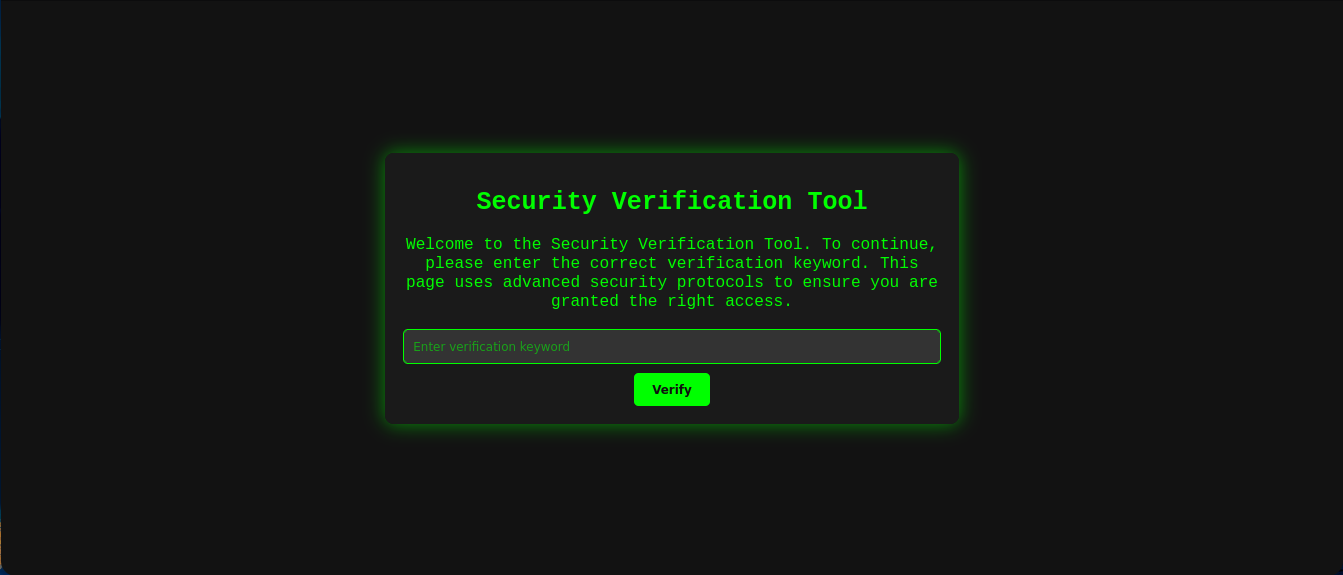 Security Verification Tool
Welcome to the Security Verification Tool. To continue,
please enter the correct verification keyword. This
page uses advanced security protocols to ensure you are
granted the right access.
Enter verification keyword
Verify